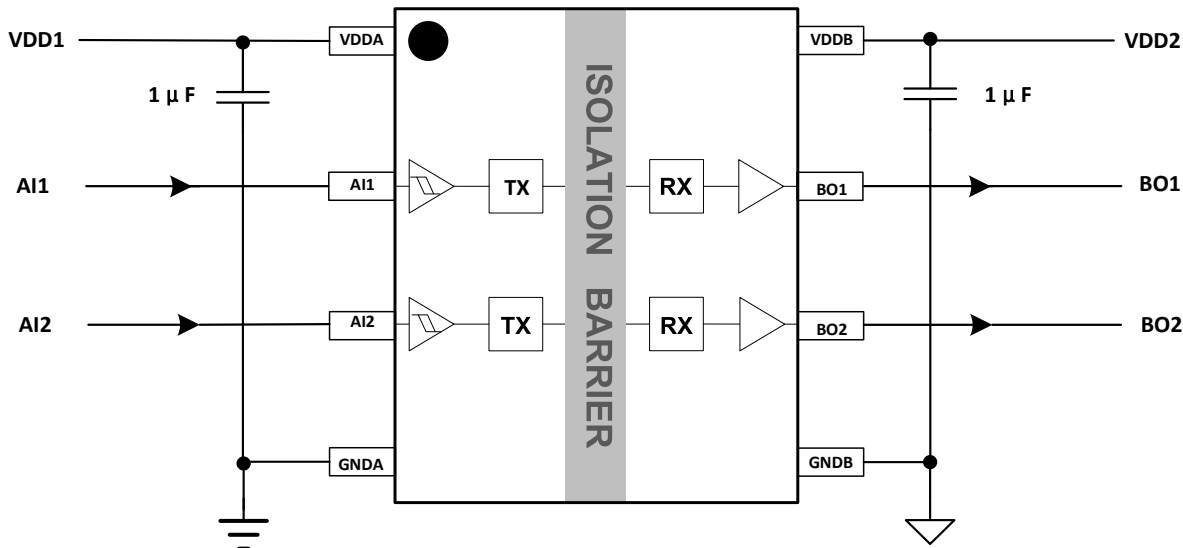 VDD1
VDDA
VDDB
VDD2
1 µ F
1 µ F
ISOLATION BARRIER
AI1
AI1
TX
RX
BO1
BO1
AI2
AI2
TX
RX
BO2
BO2
GNDA
GNDB